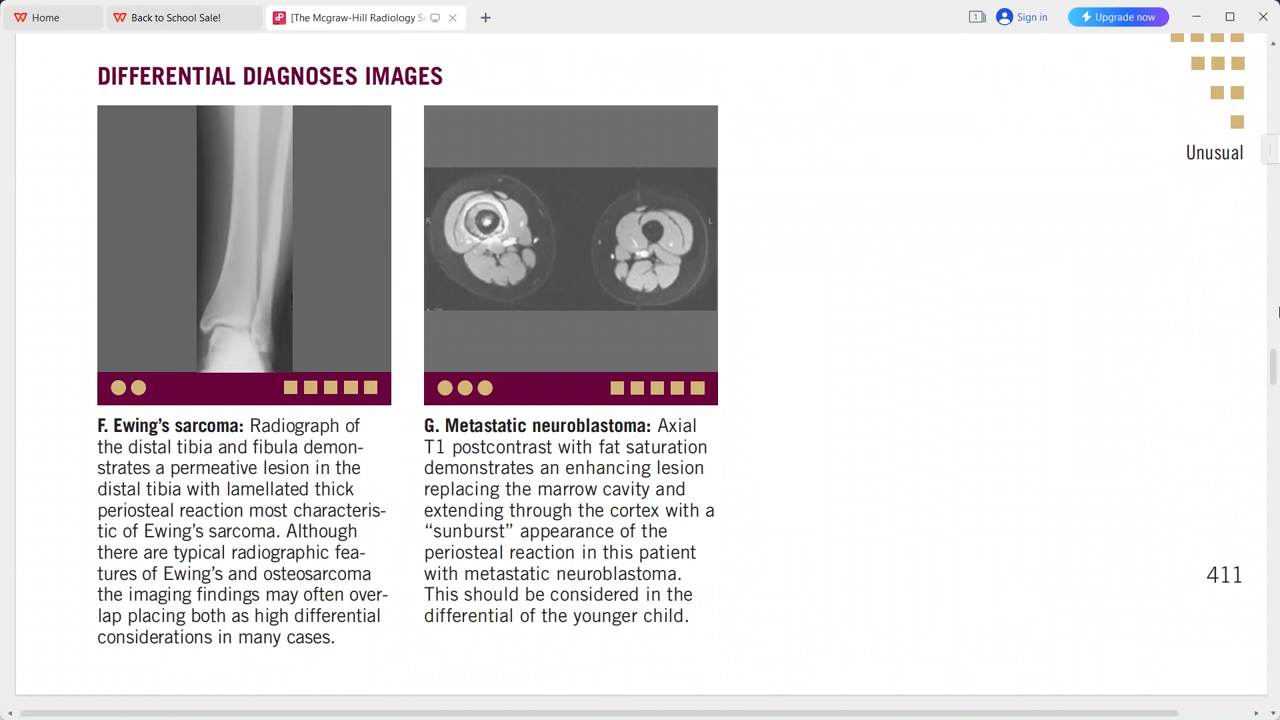 Home
Back to School Sale!
[The Mcgraw-Hill Radiology S
1
Sign in
Upgrade now
DIFFERENTIAL DIAGNOSES IMAGES
Unusual
R
L
F. Ewing's sarcoma: Radiograph of
the distal tibia and fibula demon-
strates a permeative lesion in the
distal tibia with lamellated thick
periosteal reaction most characteris-
tic of Ewing's sarcoma. Although
there are typical radiographic fea-
tures of Ewing's and osteosarcoma
the imaging findings may often over-
lap placing both as high differential
considerations in many cases.
G. Metastatic neuroblastoma: Axial
T1 postcontrast with fat saturation
demonstrates an enhancing lesion
replacing the marrow cavity and
extending through the cortex with a
“sunburst” appearance of the
periosteal reaction in this patient
with metastatic neuroblastoma.
This should be considered in the
differential of the younger child.
411